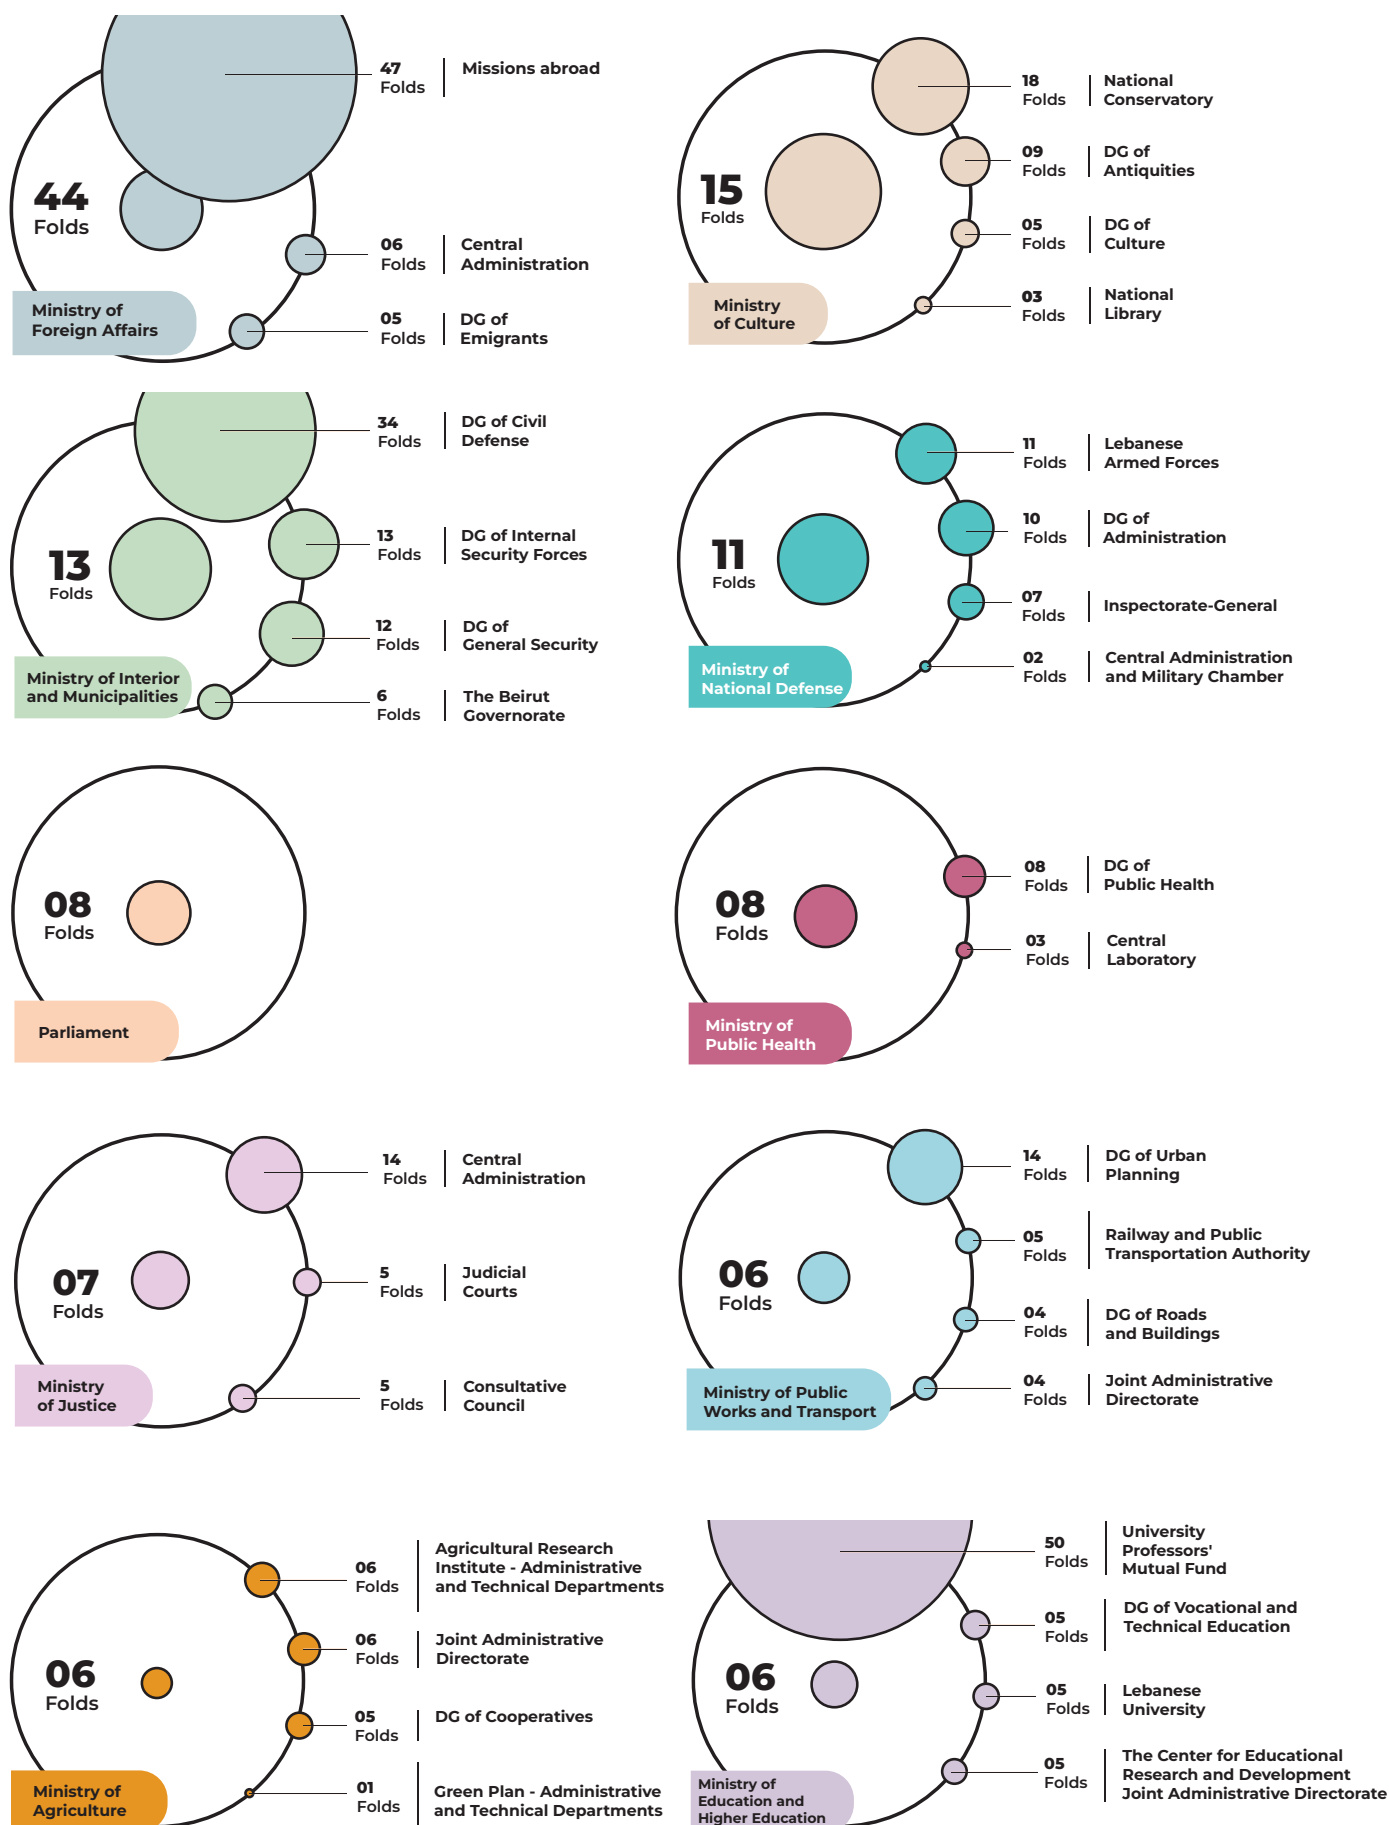 44
Folds
Ministry of
Foreign Affairs
47
Folds
Missions abroad
06
Folds
Central
Administration
05
Folds
DG of
Emigrants
15
Folds
Ministry
of Culture
18
Folds
National
Conservatory
09
Folds
DG of
Antiquities
05
Folds
DG of
Culture
03
Folds
National
Library
13
Folds
Ministry of Interior
and Municipalities
34
Folds
DG of Civil
Defense
13
Folds
DG of Internal
Security Forces
12
Folds
DG of
General Security
6
Folds
The Beirut
Governorate
11
Folds
Ministry of
National Defense
11
Folds
Lebanese
Armed Forces
10
Folds
DG of
Administration
07
Folds
Inspectorate-General
02
Folds
Central Administration
and Military Chamber
08
Folds
Parliament
08
Folds
Ministry of
Public Health
08
Folds
DG of
Public Health
03
Folds
Central
Laboratory
07
Folds
Ministry
of Justice
14
Folds
Central
Administration
5
Folds
Judicial
Courts
5
Folds
Consultative
Council
06
Folds
Ministry of Public
Works and Transport
14
Folds
DG of Urban
Planning
05
Folds
Railway and Public
Transportation Authority
04
Folds
DG of Roads
and Buildings
04
Folds
Joint Administrative
Directorate
06
Folds
Ministry of
Agriculture
06
Folds
Agricultural Research
Institute - Administrative
and Technical Departments
06
Folds
Joint Administrative
Directorate
05
Folds
DG of Cooperatives
01
Folds
Green Plan - Administrative
and Technical Departments
06
Folds
Ministry of
Education and
Higher Education
50
Folds
University
Professors'
Mutual Fund
05
Folds
DG of Vocational and
Technical Education
05
Folds
Lebanese
University
05
Folds
The Center for Educational
Research and Development
Joint Administrative Directorate